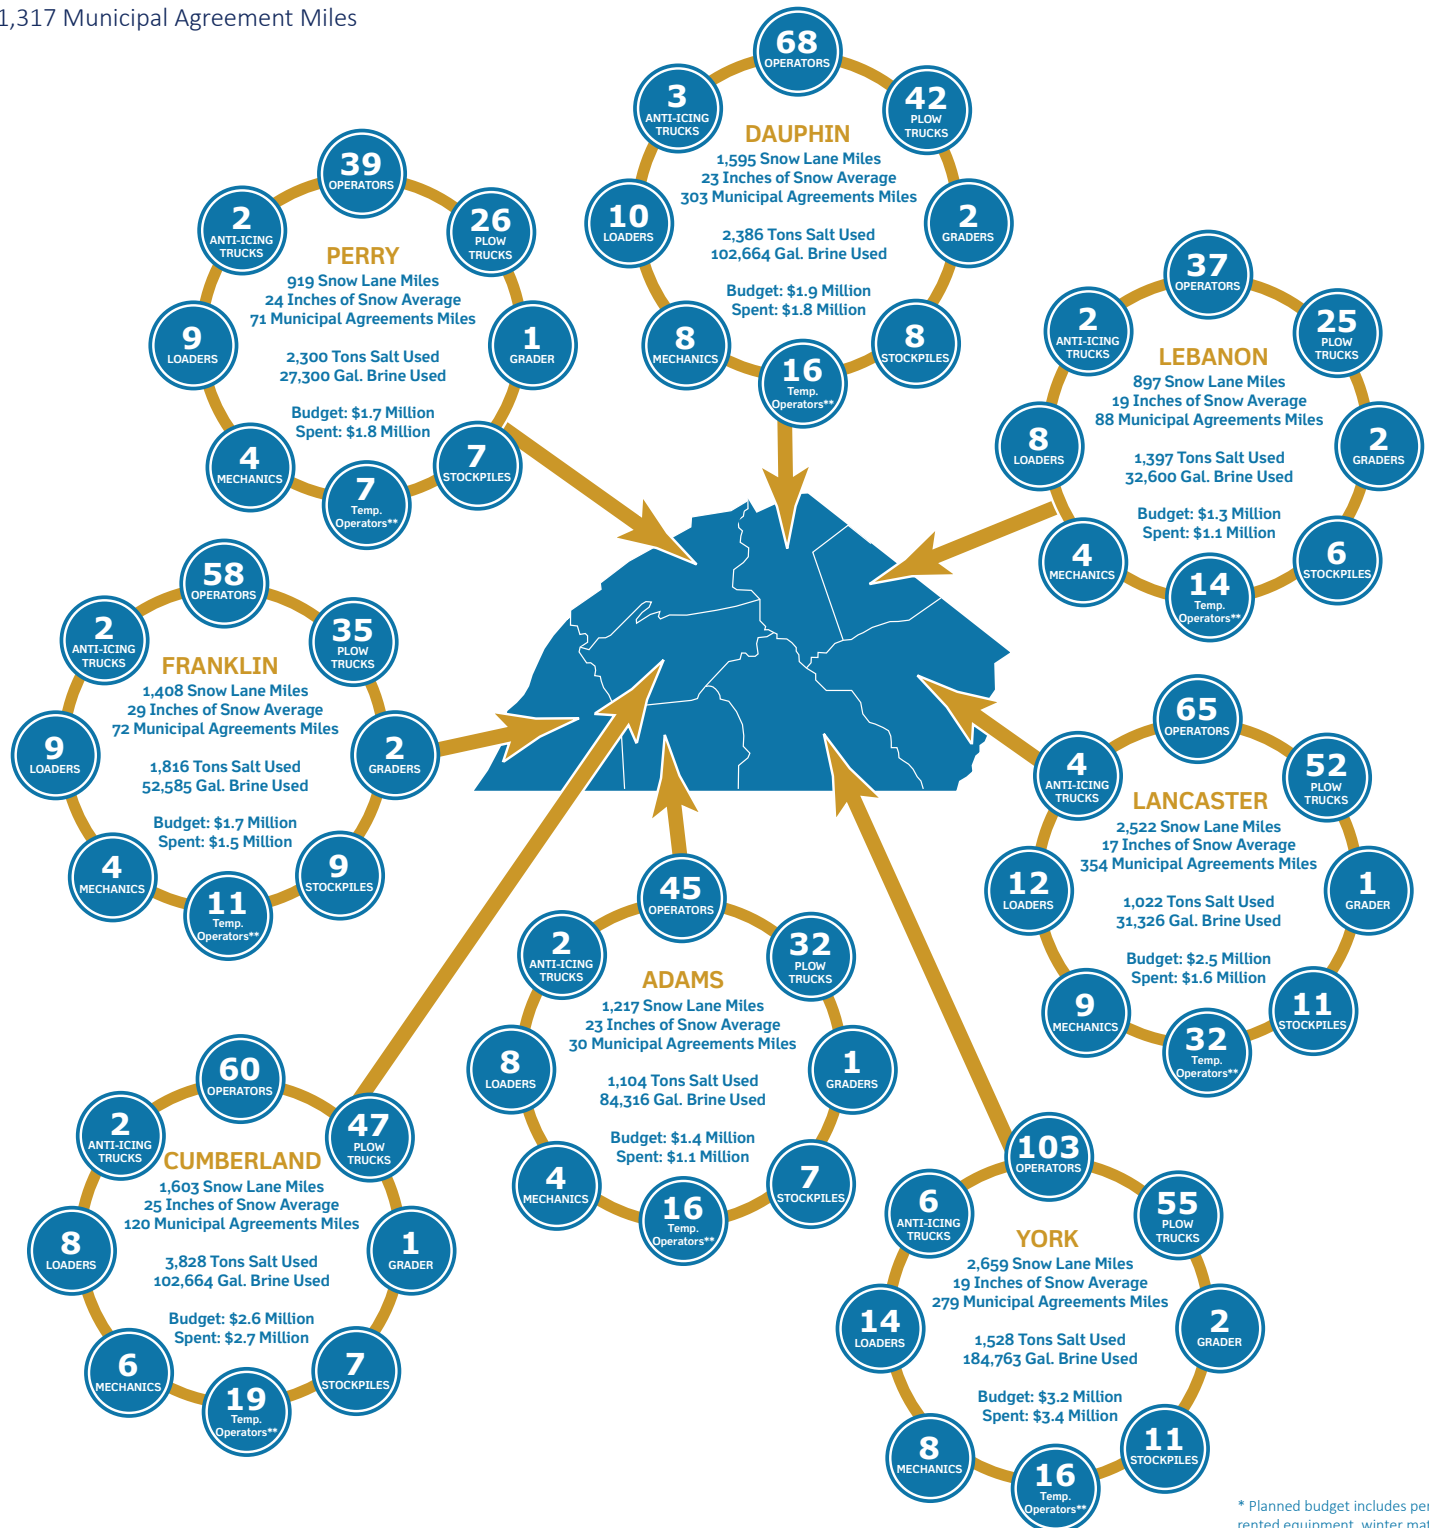 1,317 Municipal Agreement Miles
68
OPERATORS
3
ANTI-ICING
TRUCKS
42
PLOW
TRUCKS
DAUPHIN
1,595 Snow Lane Miles
23 Inches of Snow Average
303 Municipal Agreements Miles
2,386 Tons Salt Used
102,664 Gal. Brine Used
Budget: $1.9 Million
Spent: $1.8 Million
10
LOADERS
2
GRADERS
8
MECHANICS
8
STOCKPILES
16
Temp.
Operators**
39
OPERATORS
2
ANTI-ICING
TRUCKS
26
PLOW
TRUCKS
PERRY
919 Snow Lane Miles
24 Inches of Snow Average
71 Municipal Agreements Miles
2,300 Tons Salt Used
27,300 Gal. Brine Used
Budget: $1.7 Million
Spent: $1.8 Million
9
LOADERS
1
GRADER
4
MECHANICS
7
STOCKPILES
7
Temp.
Operators**
37
OPERATORS
2
ANTI-ICING
TRUCKS
25
PLOW
TRUCKS
LEBANON
897 Snow Lane Miles
19 Inches of Snow Average
88 Municipal Agreements Miles
1,397 Tons Salt Used
32,600 Gal. Brine Used
Budget: $1.3 Million
Spent: $1.1 Million
8
LOADERS
2
GRADERS
4
MECHANICS
6
STOCKPILES
14
Temp.
Operators**
58
OPERATORS
2
ANTI-ICING
TRUCKS
35
PLOW
TRUCKS
FRANKLIN
1,408 Snow Lane Miles
29 Inches of Snow Average
72 Municipal Agreements Miles
1,816 Tons Salt Used
52,585 Gal. Brine Used
Budget: $1.7 Million
Spent: $1.5 Million
9
LOADERS
2
GRADERS
4
MECHANICS
9
STOCKPILES
11
Temp.
Operators**
65
OPERATORS
4
ANTI-ICING
TRUCKS
52
PLOW
TRUCKS
LANCASTER
2,522 Snow Lane Miles
17 Inches of Snow Average
354 Municipal Agreements Miles
1,022 Tons Salt Used
31,326 Gal. Brine Used
Budget: $2.5 Million
Spent: $1.6 Million
12
LOADERS
1
GRADER
9
MECHANICS
11
STOCKPILES
32
Temp.
Operators**
45
OPERATORS
2
ANTI-ICING
TRUCKS
32
PLOW
TRUCKS
ADAMS
1,217 Snow Lane Miles
23 Inches of Snow Average
30 Municipal Agreements Miles
1,104 Tons Salt Used
84,316 Gal. Brine Used
Budget: $1.4 Million
Spent: $1.1 Million
8
LOADERS
1
GRADERS
4
MECHANICS
7
STOCKPILES
16
Temp.
Operators**
60
OPERATORS
2
ANTI-ICING
TRUCKS
47
PLOW
TRUCKS
CUMBERLAND
1,603 Snow Lane Miles
25 Inches of Snow Average
120 Municipal Agreements Miles
3,828 Tons Salt Used
102,664 Gal. Brine Used
Budget: $2.6 Million
Spent: $2.7 Million
8
LOADERS
1
GRADER
6
MECHANICS
7
STOCKPILES
19
Temp.
Operators**
103
OPERATORS
6
ANTI-ICING
TRUCKS
55
PLOW
TRUCKS
YORK
2,659 Snow Lane Miles
19 Inches of Snow Average
279 Municipal Agreements Miles
1,528 Tons Salt Used
184,763 Gal. Brine Used
Budget: $3.2 Million
Spent: $3.4 Million
14
LOADERS
2
GRADER
8
MECHANICS
11
STOCKPILES
16
Temp.
Operators**
* Planned budget includes
rented equipment, winter